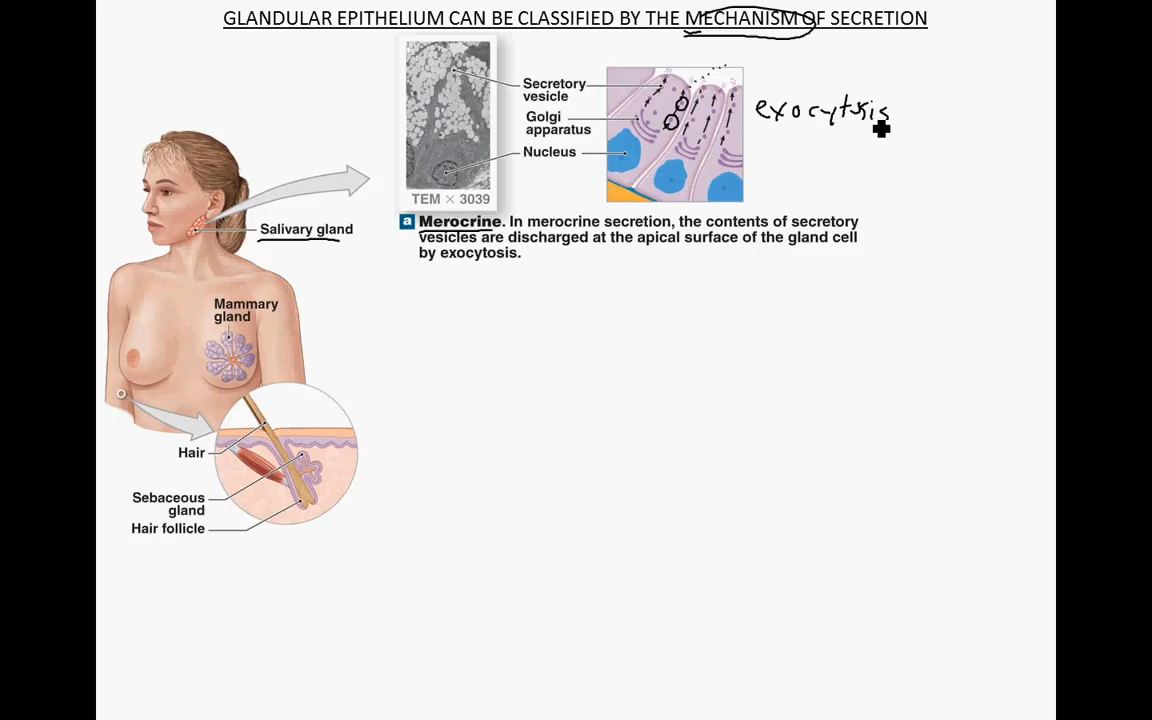 GLANDULAR EPITHELIUM CAN BE CLASSIFIED BY THE MECHANISM OF SECRETION
Secretory
vesicle
Golgi
apparatus
Nucleus
TEM × 3039
exocytsis
a Merocrine. In merocrine secretion, the contents of secretory
vesicles are discharged at the apical surface of the gland cell
by exocytosis.
Salivary gland
Mammary
gland
Hair
Sebaceous
gland
Hair follicle